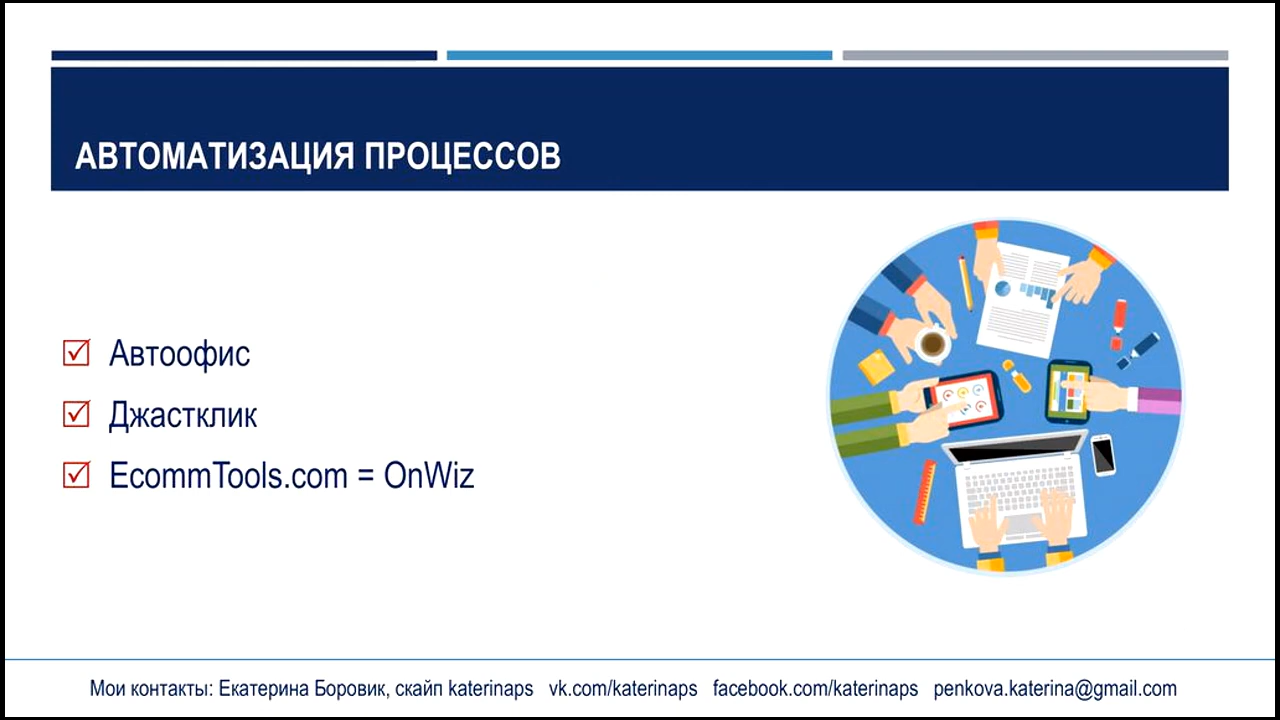 АВТОМАТИЗАЦИЯ ПРОЦЕССОВ
Автоофис
Джастклик
EcommTools.com = OnWiz
Мои контакты: Екатерина Боровик, скайп katerinaps vk.com/katerinaps facebook.com/katerinaps penkova.katerina@gmail.com